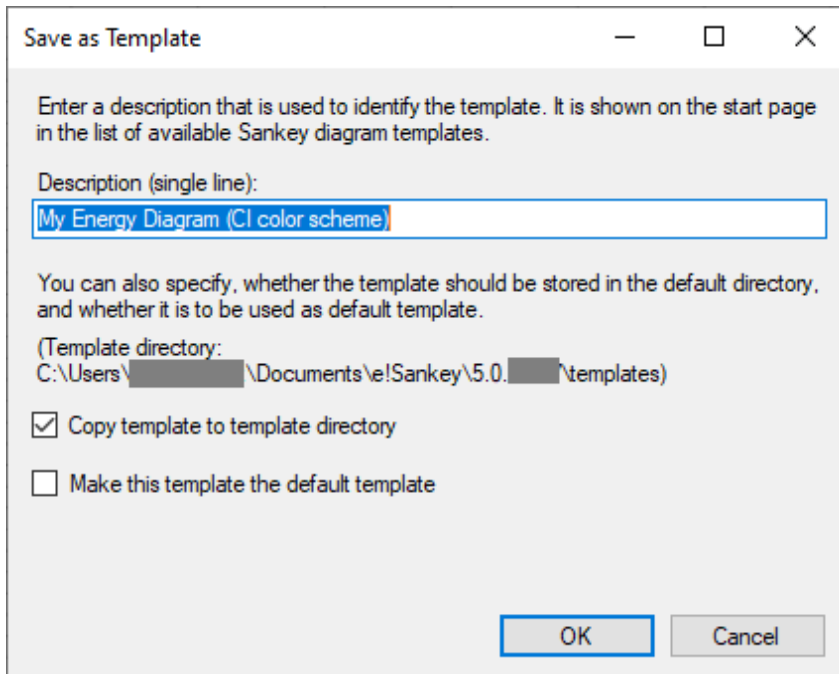 Save as Template
Enter a description that is used to identify the template. It is shown on the start page
in the list of available Sankey diagram templates.
Description (single line):
My Energy Diagram (CI color scheme)
You can also specify, whether the template should be stored in the default directory,
and whether it is to be used as default template.
(Template directory:
C:\Users\ \Documents\e!Sankey\5.0. \templates)
Copy template to template directory
Make this template the default template
OK Cancel